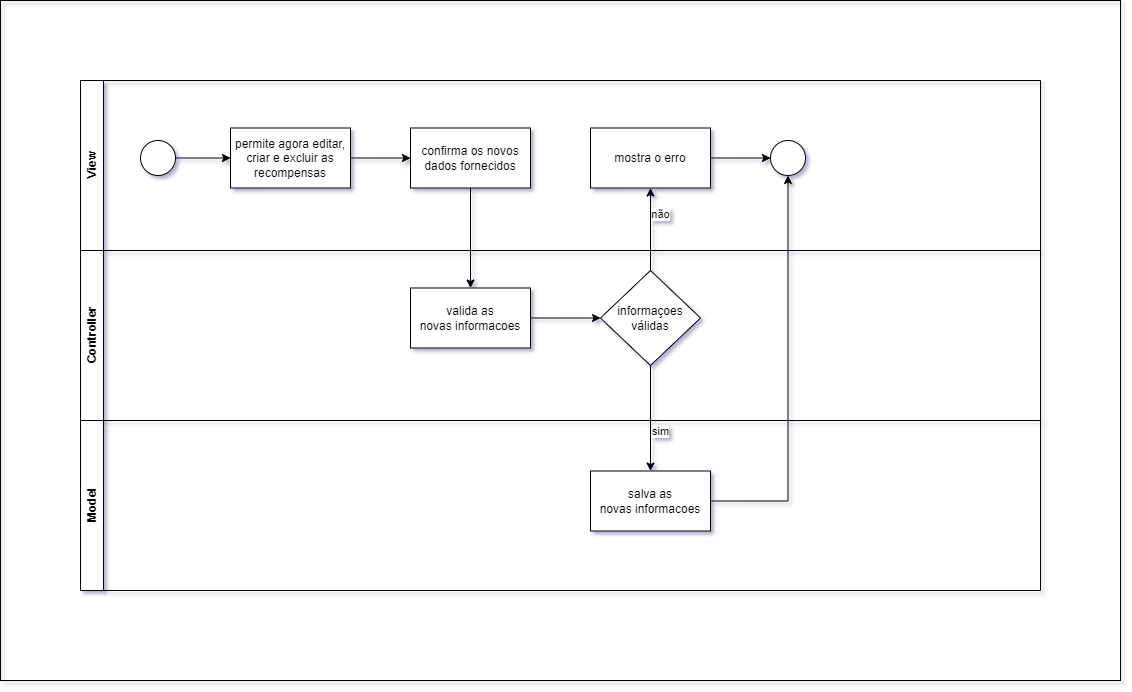 View
permite agora editar,
criar e excluir as
recompensas
confirma os novos
dados fornecidos
mostra o erro
não
Controller
valida as
novas informacoes
informaçoes
válidas
sim
Model
salva as
novas informacoes